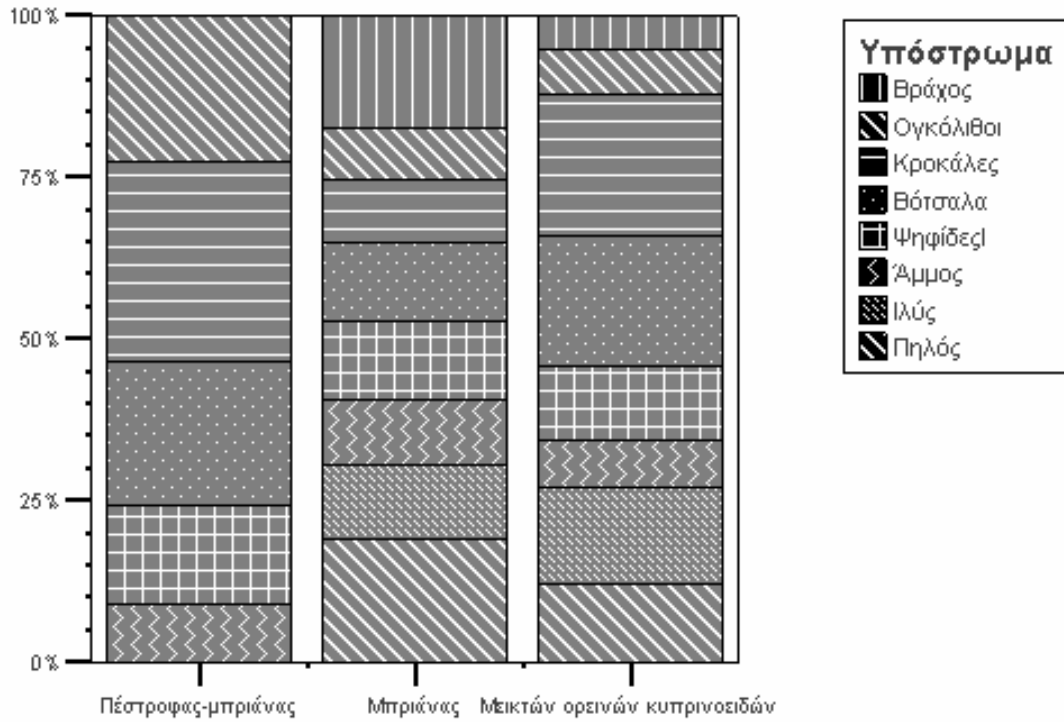 100%
75%
50%
25%
0%
Πέστροφας-μπριάνας
Μπριάνας
Μεικτών ορεινών κυπρινοειδών
Υπόστρωμα
Βράχος
Ογκόλιθοι
Κροκάλες
Βότσαλα
Ψηφίδες|
Άμμος
Ιλύς
Πηλός